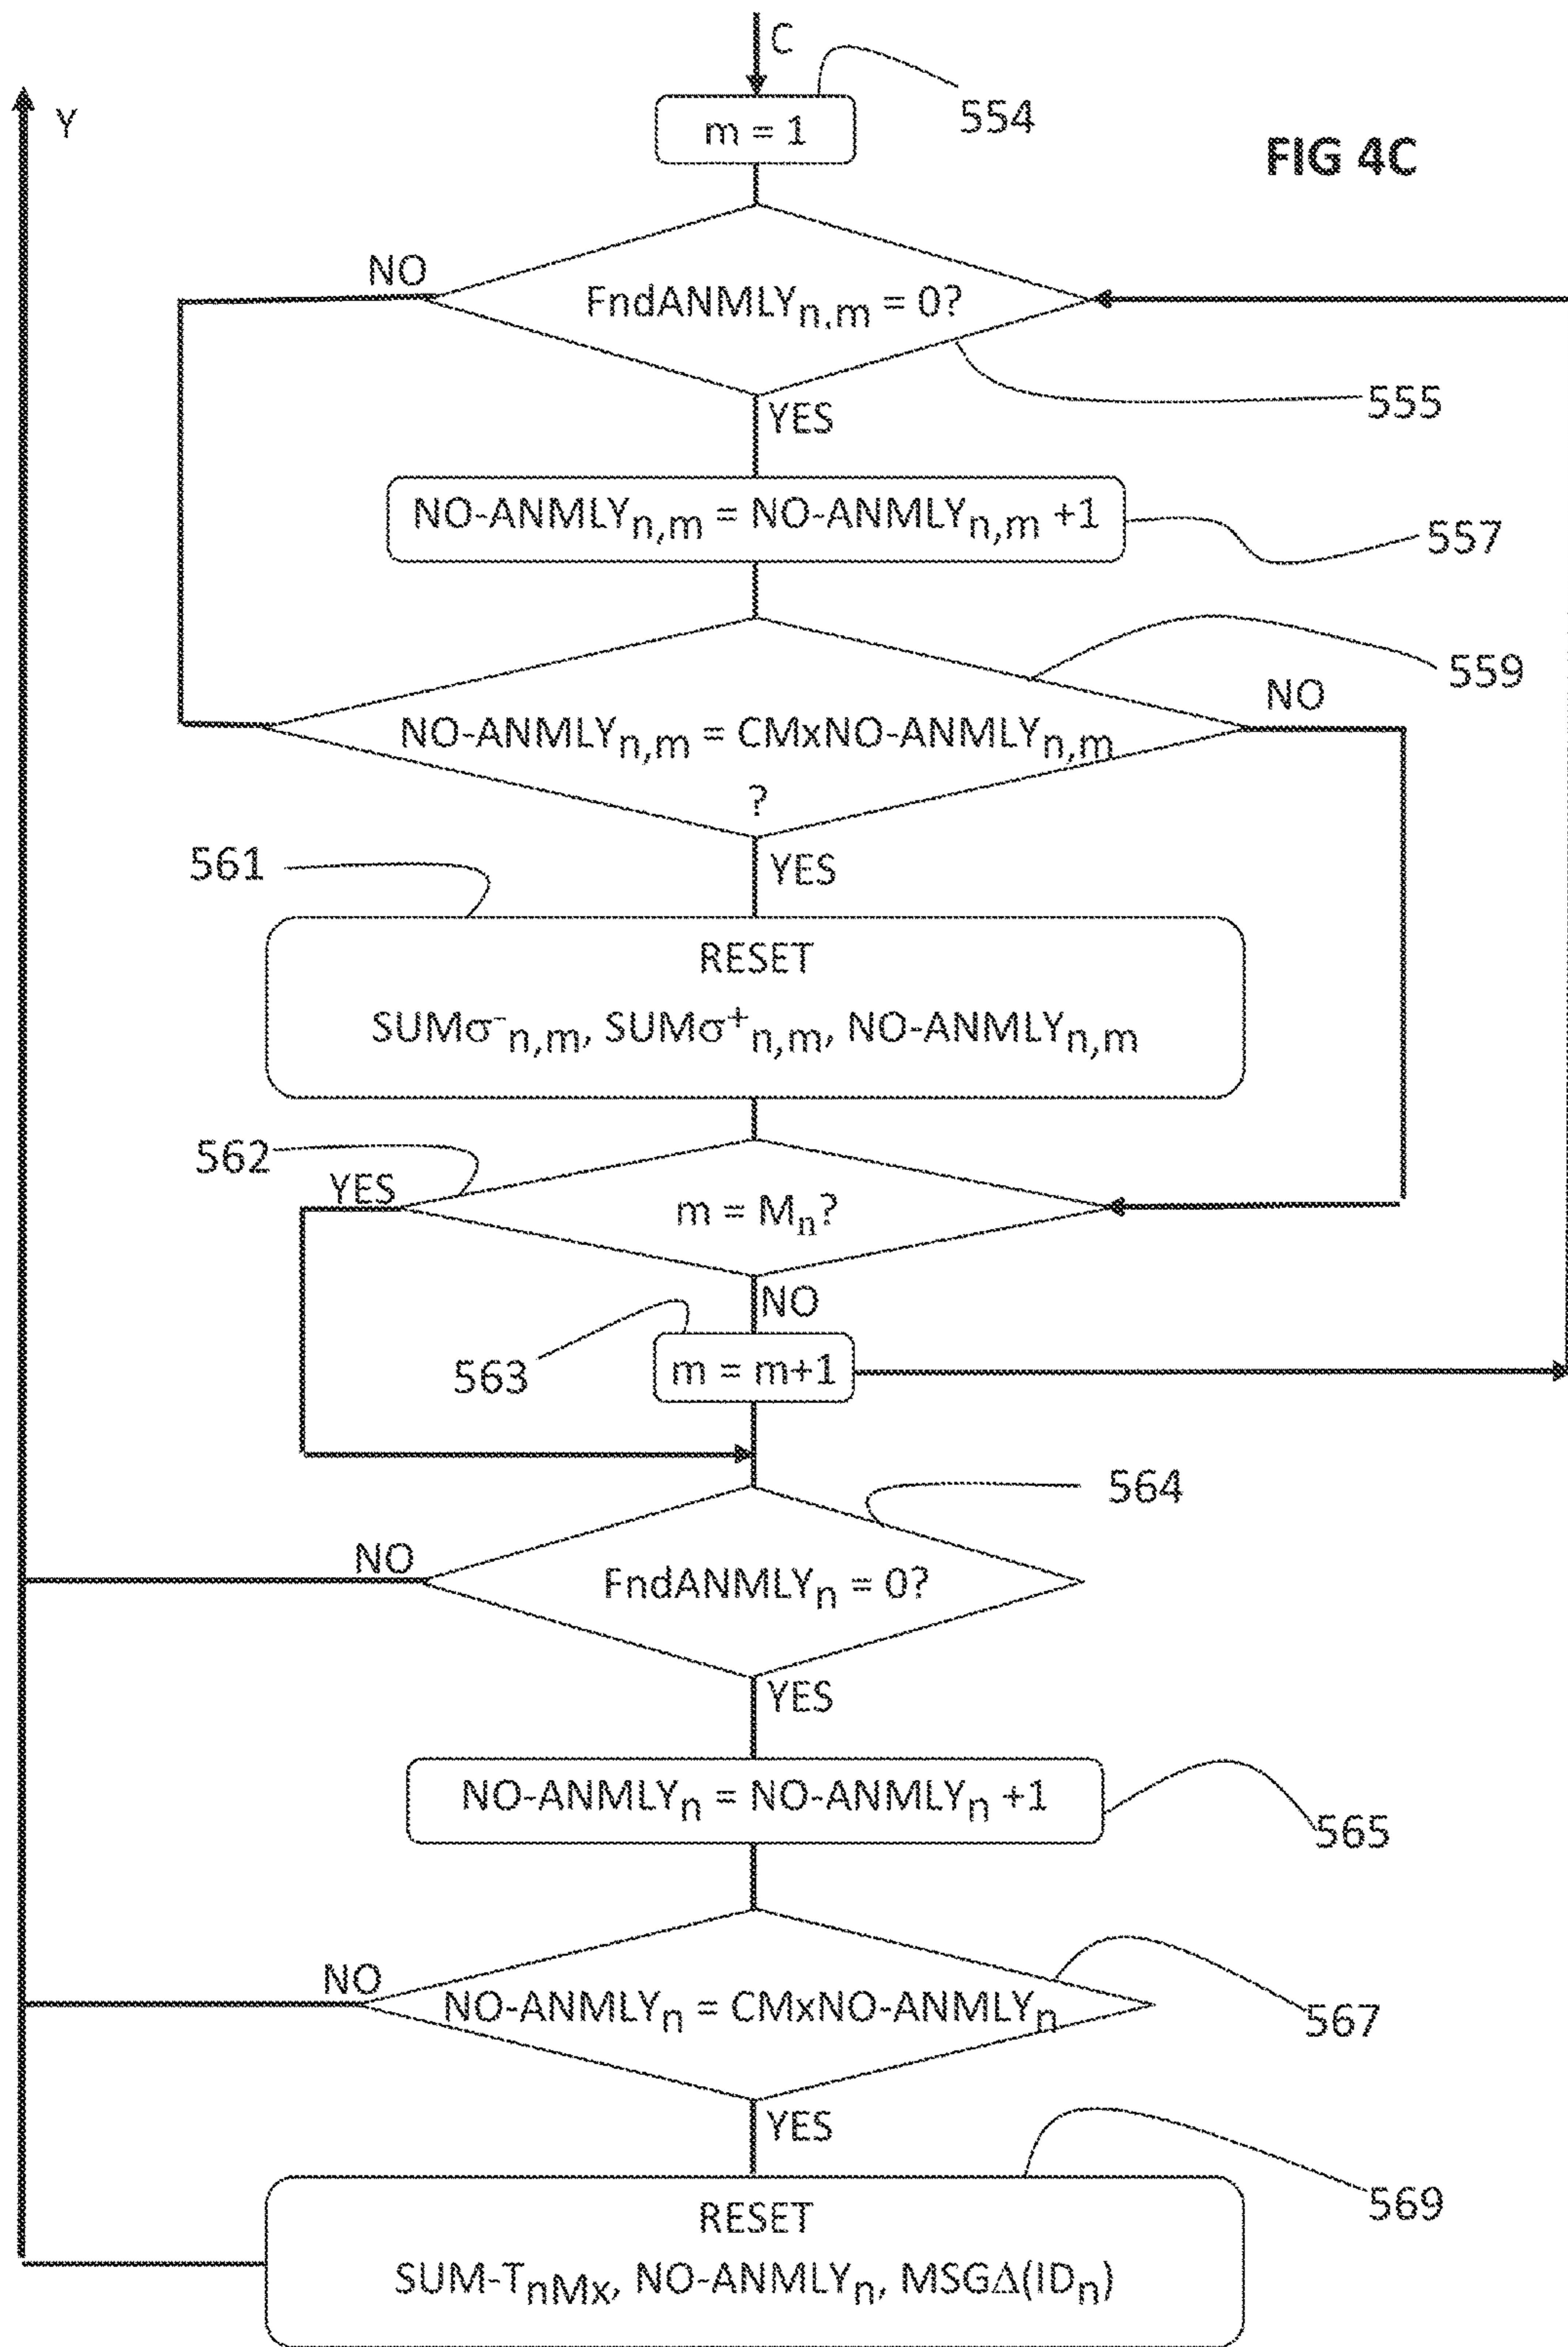 C
554
Y
m = 1
FIG 4C
NO
FndANMLYn,m = 0?
555
YES
NO-ANMLYn,m = NO-ANMLYn,m +1
557
559
NO
NO-ANMLYn,m = CMxNO-ANMLYn,m
?
561
YES
RESET
SUMσ⁻n,m, SUMσ⁺n,m, NO-ANMLYn,m
562
YES
m = Mn?
NO
563
m = m+1
564
NO
FndANMLYn = 0?
YES
NO-ANMLYn = NO-ANMLYn +1
565
NO
NO-ANMLYn = CMxNO-ANMLYn
567
YES
569
RESET
SUM-TnMx, NO-ANMLYn, MSGΔ(IDn)